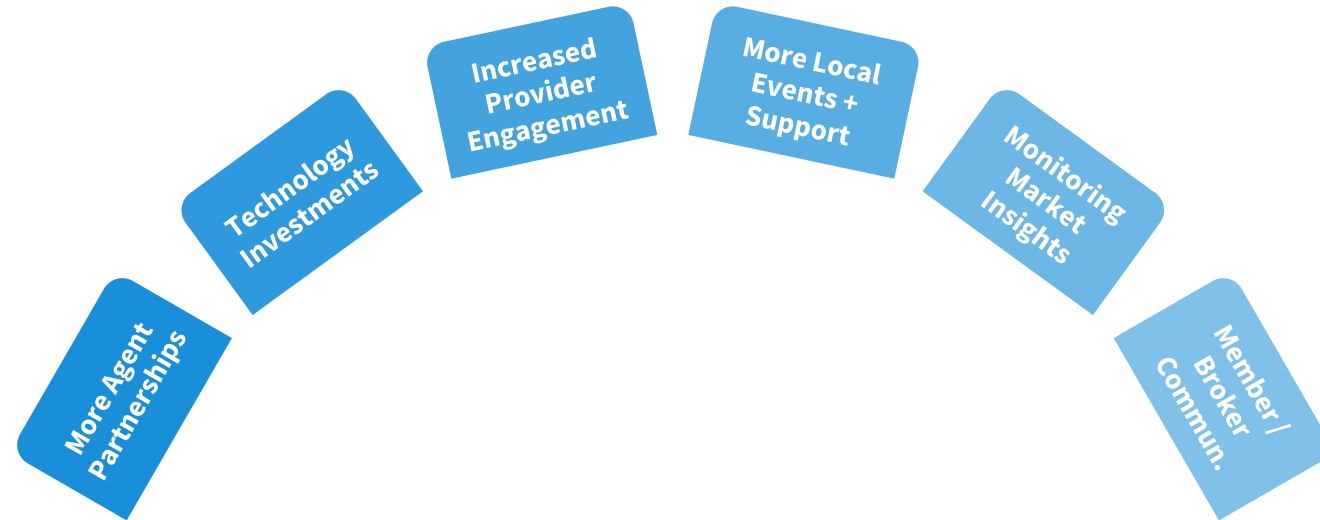 More Agent
Partnerships
Technology
Investments
Increased
Provider
Engagement
More Local
Events +
Support
Monitoring
Market
Insights
Member /
Broker
Commun.